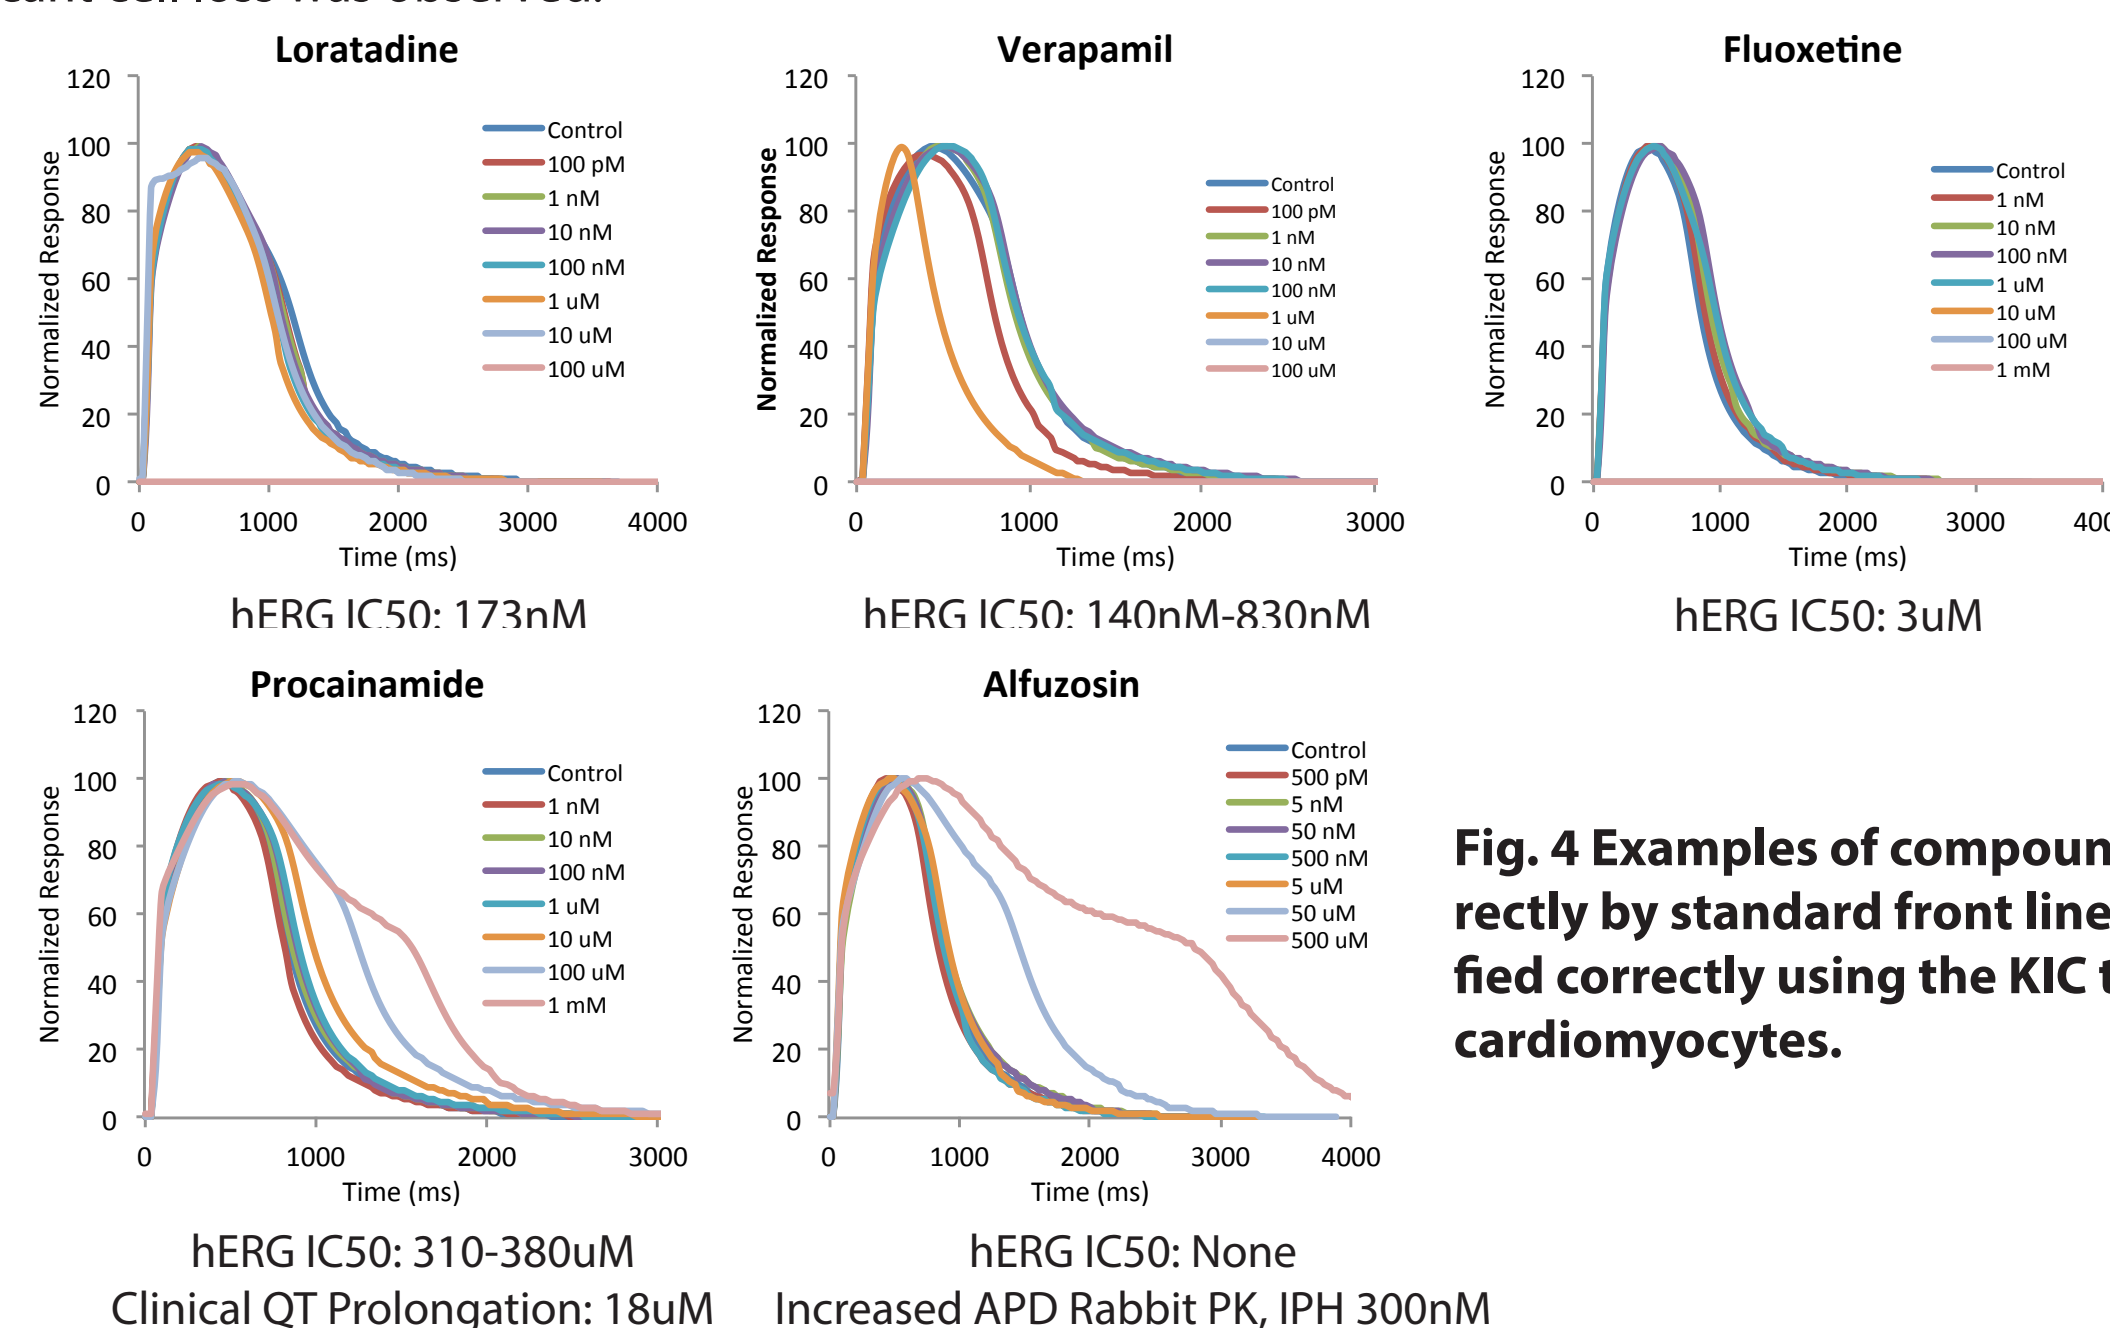 Loratadine
120
100
80
60
40
20
0
0 1000 2000 3000 4000
Normalized Response
Time (ms)
Control
100 pM
1 nM
10 nM
100 nM
1 uM
10 uM
100 uM
hERG IC50: 173nM
Verapamil
120
100
80
60
40
20
0
0 1000 2000 3000
Normalized Response
Time (ms)
Control
100 pM
1 nM
10 nM
100 nM
1 uM
10 uM
100 uM
hERG IC50: 140nM-830nM
Fluoxetine
120
100
80
60
40
20
0
0 1000 2000 3000
Normalized Response
Time (ms)
Control
1 nM
10 nM
100 nM
1 uM
10 uM
100 uM
1 mM
hERG IC50: 3uM
Procainamide
120
100
80
60
40
20
0
0 1000 2000 3000
Normalized Response
Time (ms)
Control
1 nM
10 nM
100 nM
1 uM
10 uM
100 uM
1 mM
hERG IC50: 310-380uM
Clinical QT Prolongation: 18uM
Alfuzosin
120
100
80
60
40
20
0
0 1000 2000 3000 4000
Normalized Response
Time (ms)
Control
500 pM
5 nM
50 nM
500 nM
5 uM
50 uM
500 uM
hERG IC50: None
Increased APD Rabbit PK, IPH 300nM
Fig. 4 Examples of compoun
rectly by standard front line
fied correctly using the KIC t
cardiomyocytes.